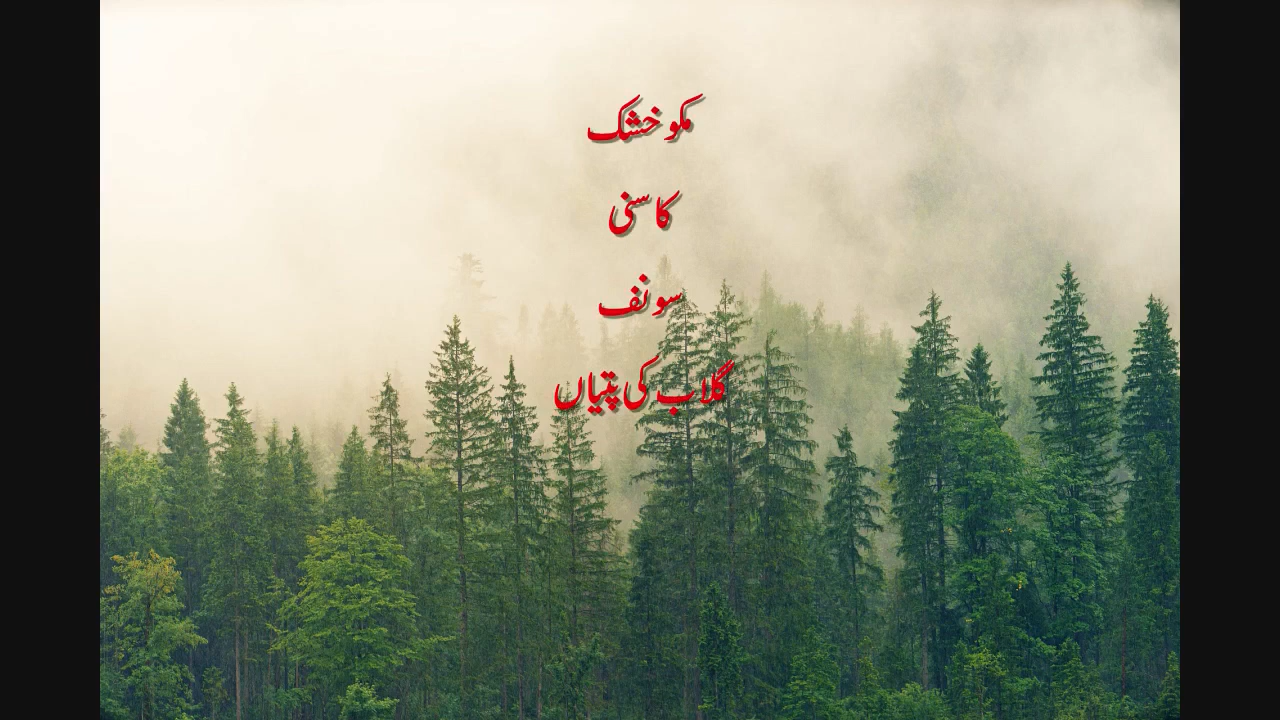 مکو خشک
کاسنی
سونف
گلاب کی پتیاں